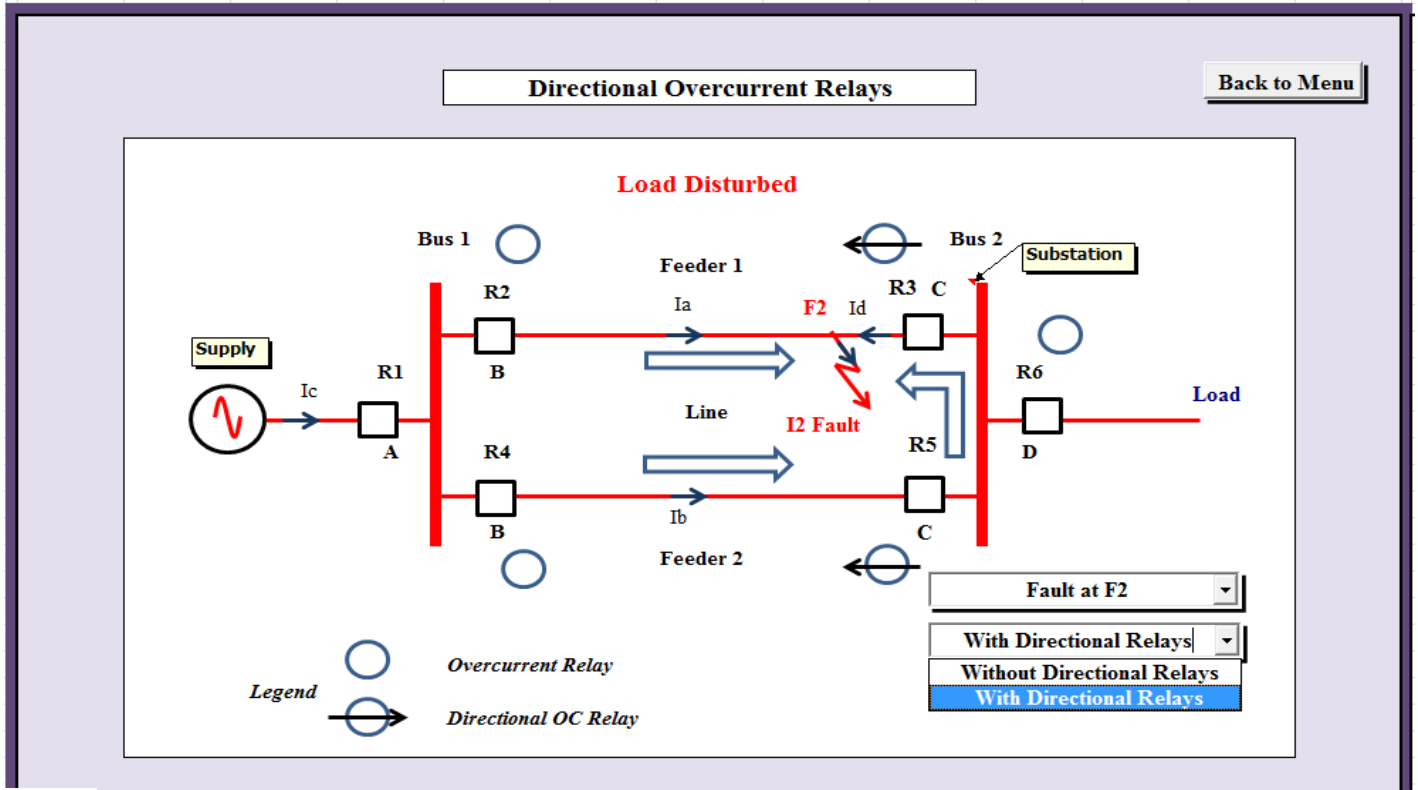 Directional Overcurrent Relays
Back to Menu
Load Disturbed
Bus 1
Bus 2
Substation
Feeder 1
R2
R3 C
Ia
F2
Id
Supply
B
R1
R6
Ic
Line
Load
I2 Fault
A
R4
R5
D
Ib
B
C
Feeder 2
Fault at F2
With Directional Relays
Without Directional Relays
With Directional Relays
Overcurrent Relay
Legend
Directional OC Relay